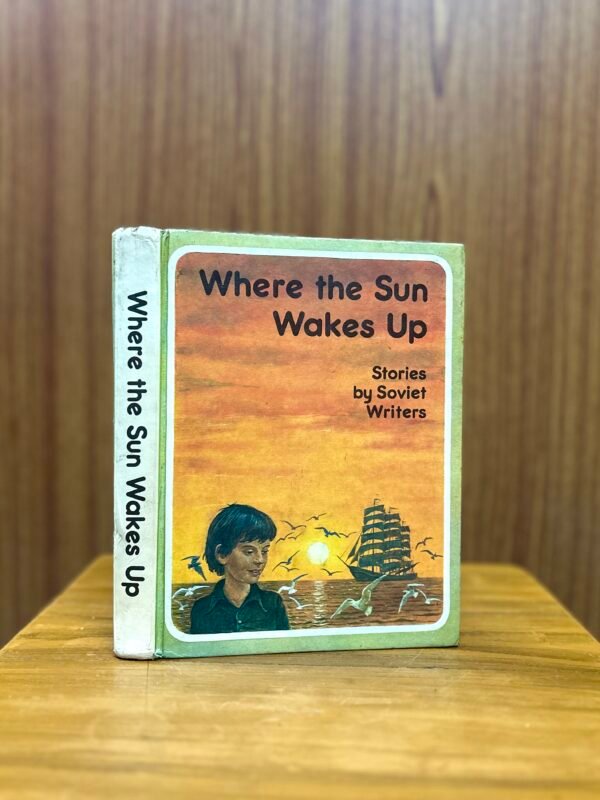 Where the Sun Wakes Up
Where the Sun
Wakes Up
Stories
by Soviet
Writers